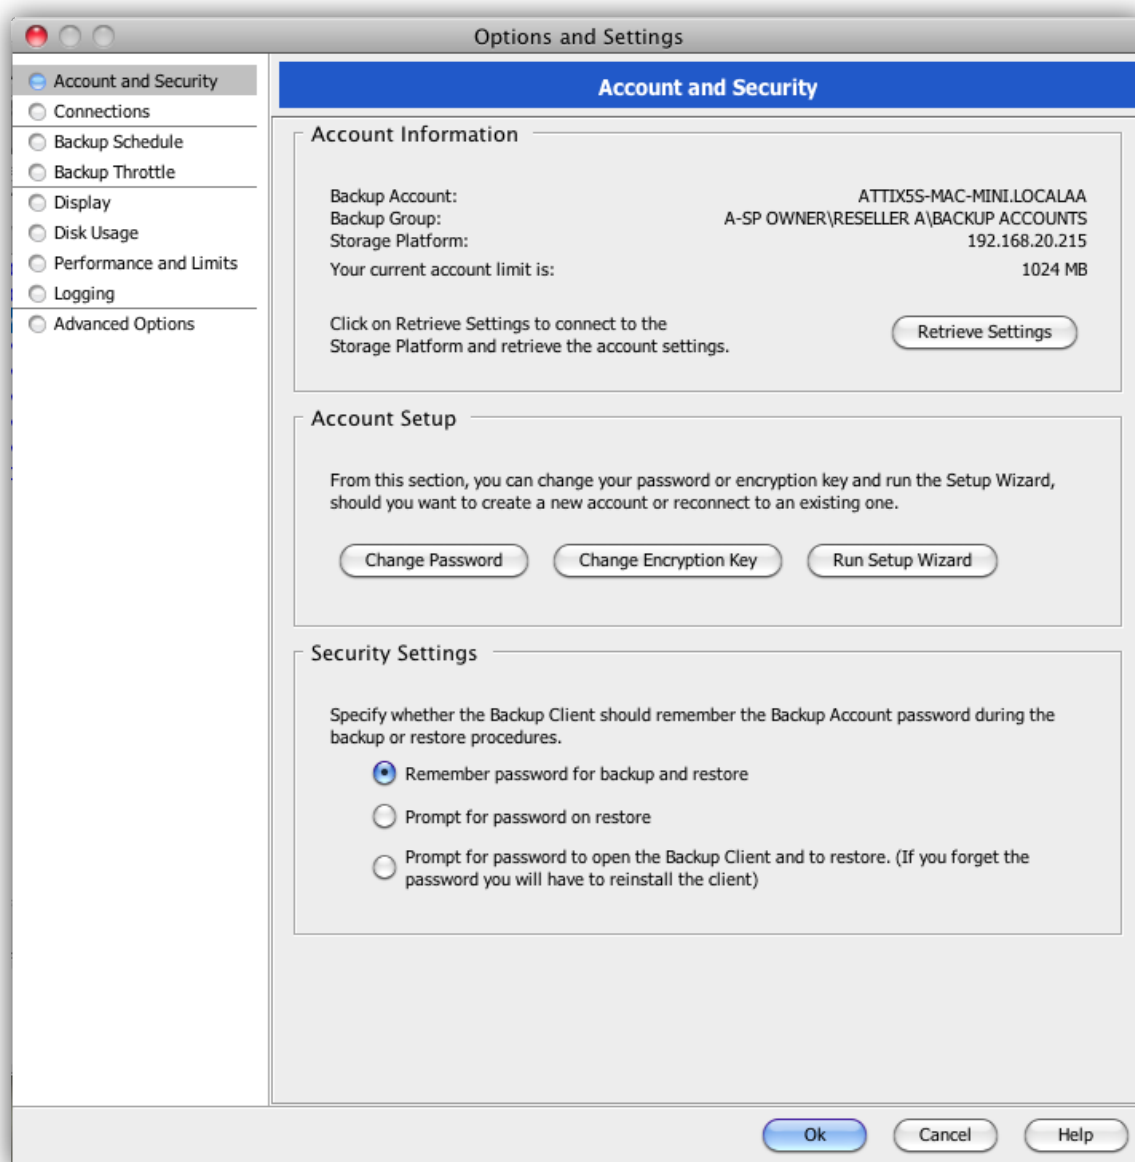 Options and Settings
Account and Security
Connections
Backup Schedule
Backup Throttle
Display
Disk Usage
Performance and Limits
Logging
Advanced Options
Account and Security
Account Information
Backup Account: ATTIX5S-MAC-MINI.LOCALAA
Backup Group: A-SP OWNER\RESELLER A\BACKUP ACCOUNTS
Storage Platform: 192.168.20.215
Your current account limit is: 1024 MB
Click on Retrieve Settings to connect to the
Storage Platform and retrieve the account settings.
Retrieve Settings
Account Setup
From this section, you can change your password or encryption key and run the Setup Wizard,
should you want to create a new account or reconnect to an existing one.
Change Password Change Encryption Key Run Setup Wizard
Security Settings
Specify whether the Backup Client should remember the Backup Account password during the
backup or restore procedures.
Remember password for backup and restore
Prompt for password on restore
Prompt for password to open the Backup Client and to restore. (If you forget the
password you will have to reinstall the client)
Ok Cancel Help